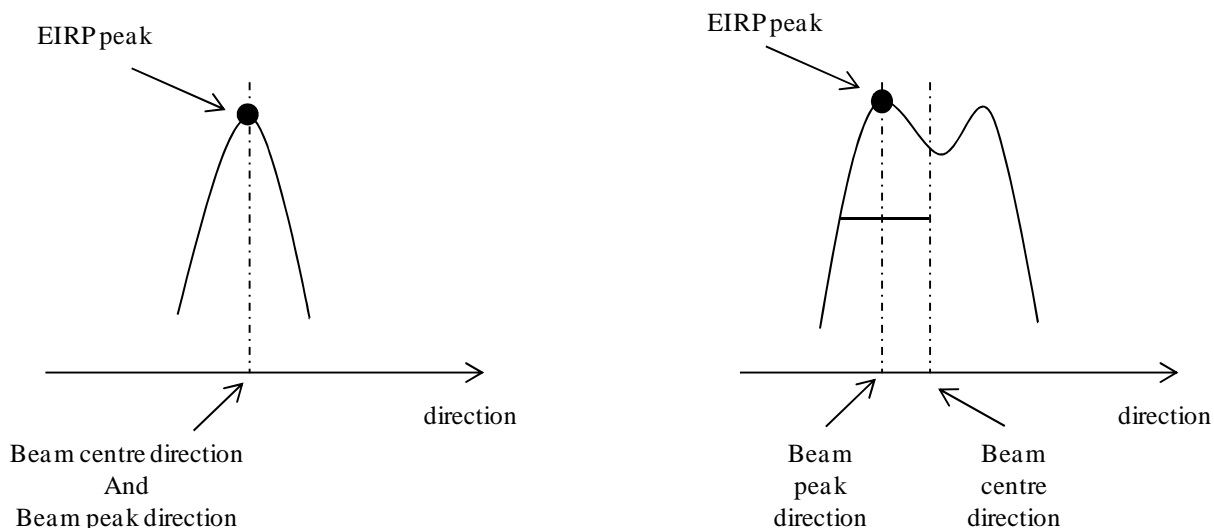 EIRP peak
direction
Beam centre direction
And
Beam peak direction
EIRP peak
direction
Beam
peak
direction
Beam
centre
direction